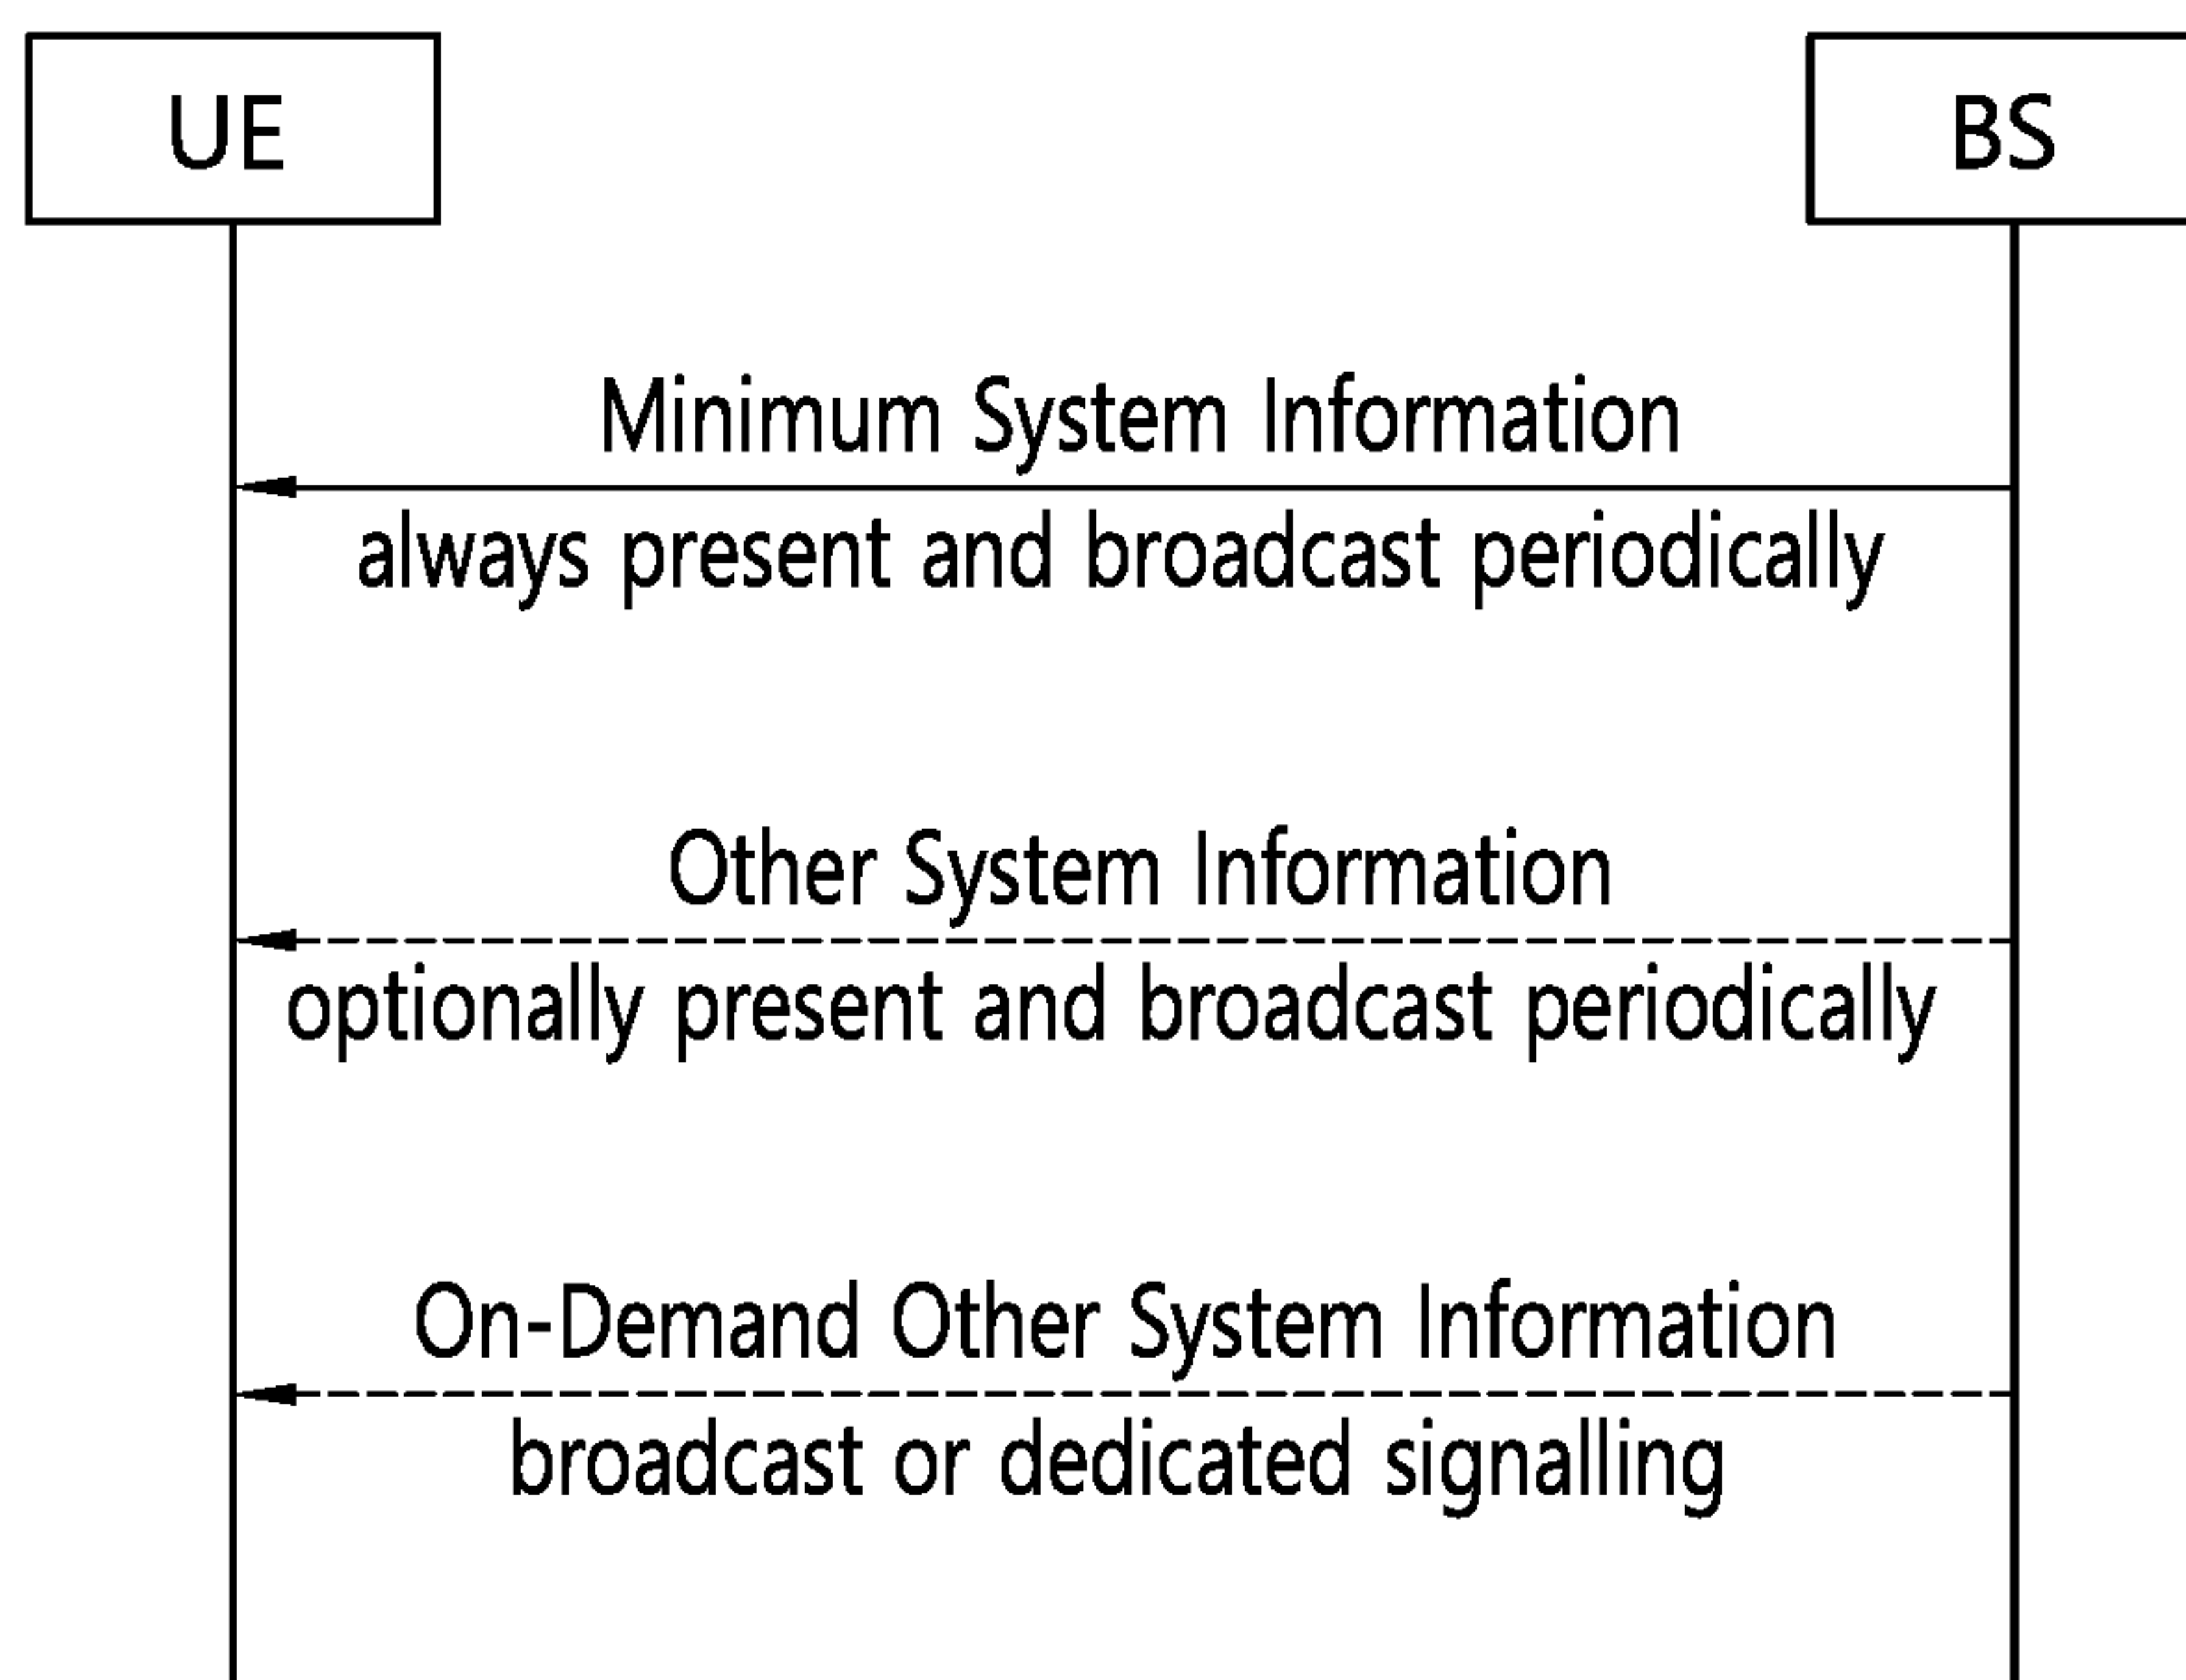 UE
BS
Minimum System Information
always present and broadcast periodically
Other System Information
optionally present and broadcast periodically
On-Demand Other System Information
broadcast or dedicated signalling